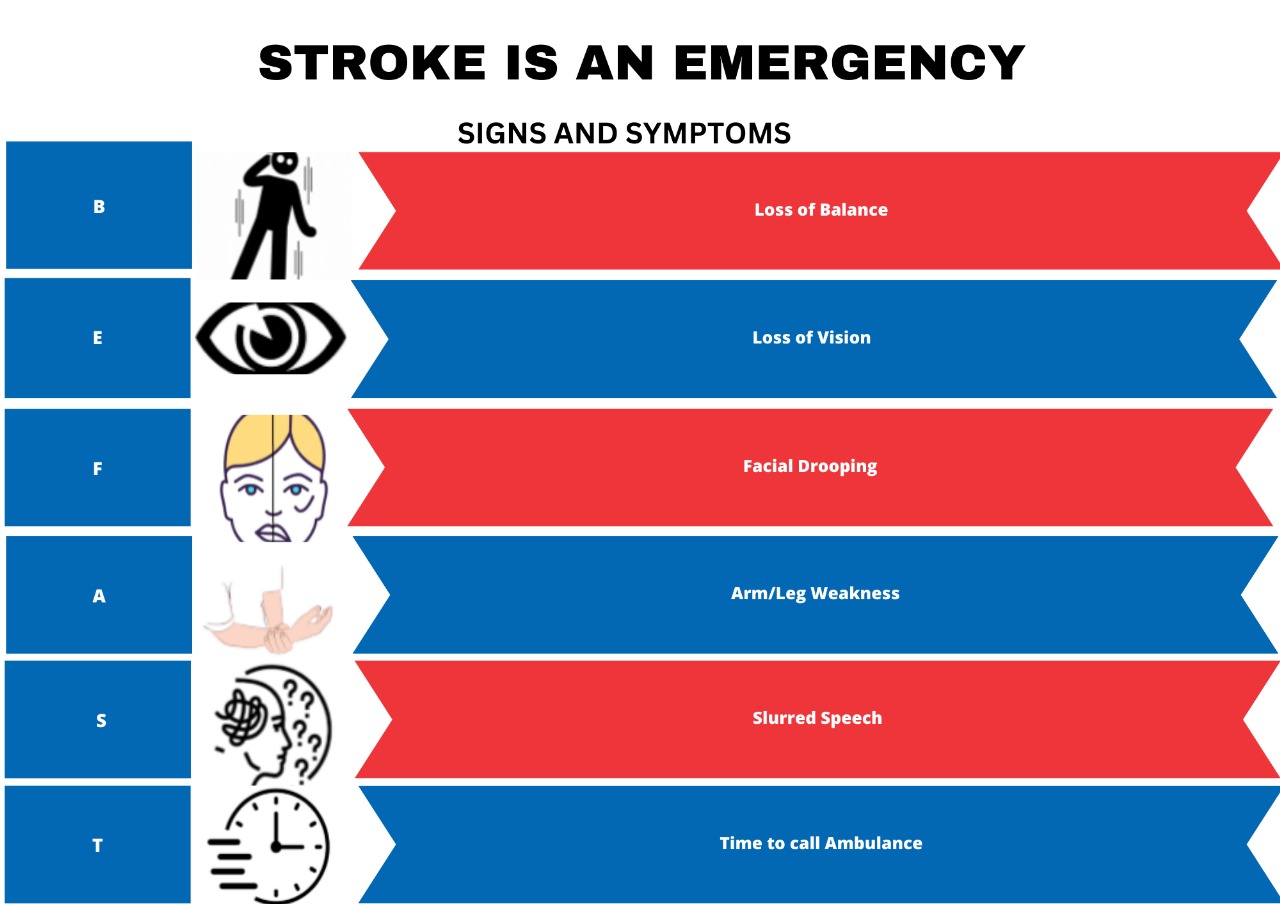 STROKE IS AN EMERGENCY
SIGNS AND SYMPTOMS
B
Loss of Balance
E
Loss of Vision
F
Facial Drooping
A
Arm/Leg Weakness
S
Slurred Speech
T
Time to call Ambulance